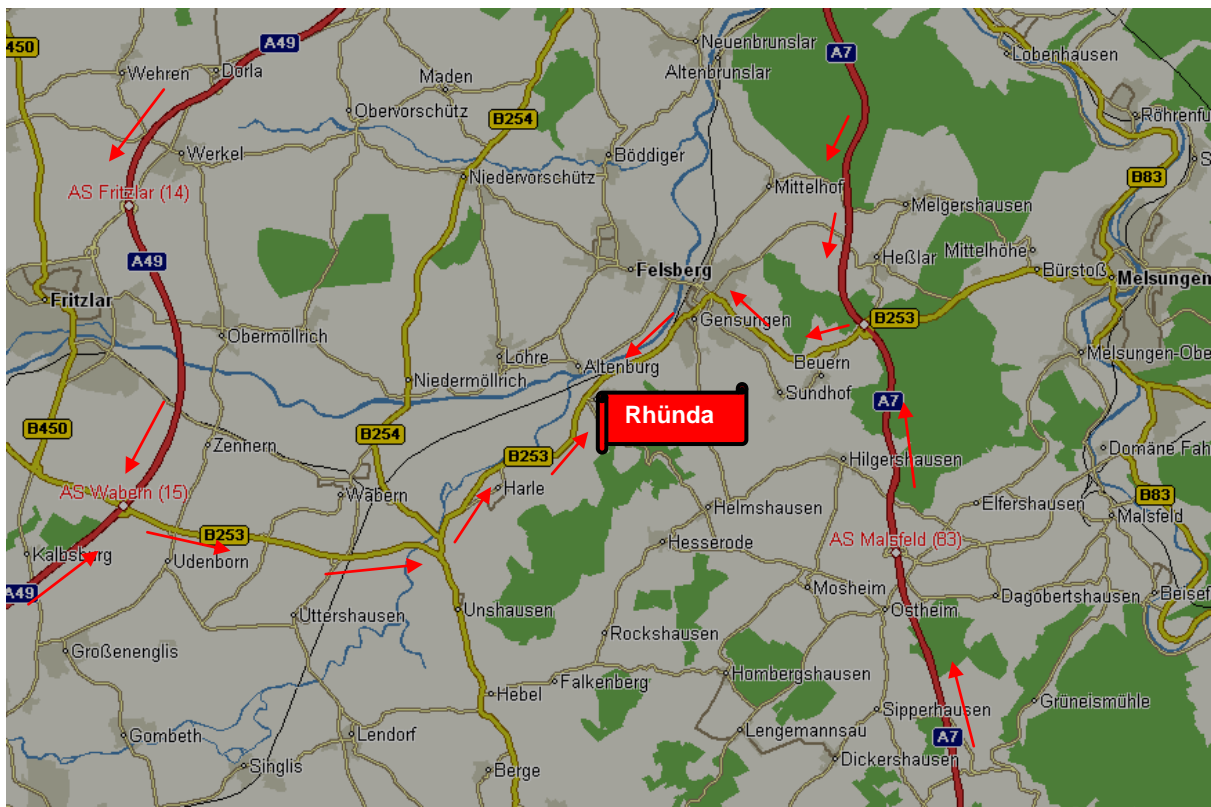 B450
A49
Wehren
Dorla
Maden
Neuenbrunslar
Altenbrunslar
A7
Lobenhausen
Obervorschütz
B254
Röhrenfu
Werkel
Böddiger
AS Fritzlar (14)
Niedervorschütz
Mittelhof
B83
Melgershausen
A49
Heßlar
Mittelhöhe
Felsberg
Bürstoß
Melsungen
Fritzlar
Obermöllrich
Gensungen
B253
Löhre
Altenburg
Beuern
Melsungen-Obe
Niedermöllrich
Sundhof
Rhünda
A7
B450
Zennern
B254
B253
Hilgershausen
Domäne Fah
AS Wabern (15)
Wabern
Harle
Helmshausen
Elfershausen
B83
Malsfeld
B253
Kalbsburg
Udenborn
Hesserode
AS Malsfeld (83)
A49
Mosheim
Ostheim
Dagobertshausen
Beisef
Uttershausen
Unshausen
Rockshausen
Großenenglis
Hombergshausen
Falkenberg
Hebel
Grüneismühle
Sipperhausen
Gombeth
Lendorf
Lengemannsau
A7
Dickershausen
Singlis
Berge